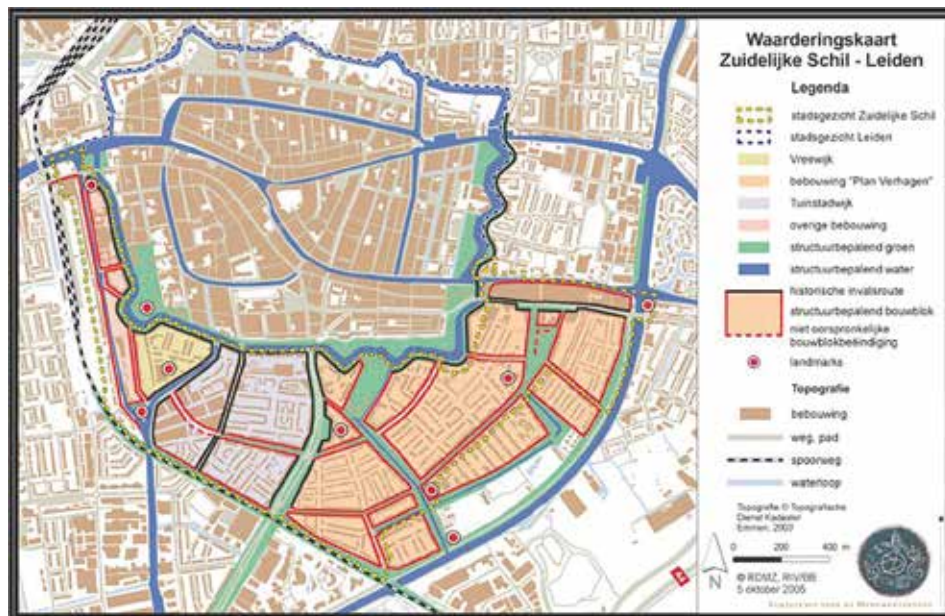 Waarderingskaart
Zuidelijke Schil - Leiden
Legenda
stadsgezicht Zuidelijke Schil
stadsgezicht Leiden
Vreewijk
bebouwing "Plan Verhagen"
Tuinstadwijk
overige bebouwing
structuurbepalend groen
structuurbepalend water
historische invalsroute
structuurbepalend bouwblok
niet oorspronkelijke
bouwblokbeëindiging
landmarks
Topografie
bebouwing
weg, pad
spoorweg
waterloop
Topografie © Topografische
Dienst Kadaster
Emmen, 2003
0 200 400 m
N
© RDMZ, RIV/BB
5 oktober 2005
A4